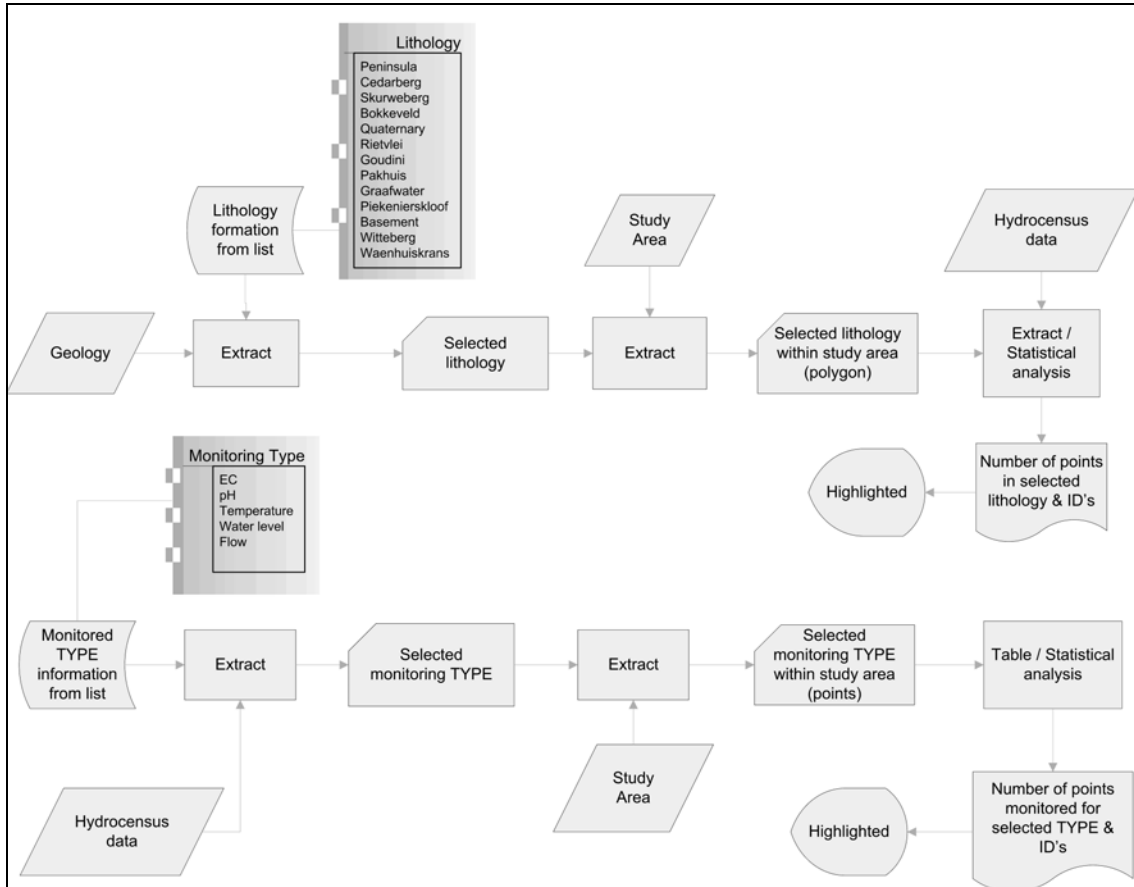 Lithology
Peninsula
Cedarberg
Skurweberg
Bokkeveld
Quaternary
Rietvlei
Goudini
Pakhuis
Graafwater
Piekenierskloof
Basement
Witteberg
Waenhuiskrans
Lithology
formation
from list
Study
Area
Hydrocensus
data
Geology
Extract
Selected
lithology
Extract
Selected lithology
within study area
(polygon)
Extract /
Statistical
analysis
Highlighted
Number of points
in selected
lithology & ID's
Monitoring Type
EC
pH
Temperature
Water level
Flow
Monitored
TYPE
information
from list
Extract
Selected
monitoring TYPE
Extract
Selected
monitoring TYPE
within study area
(points)
Table / Statistical
analysis
Hydrocensus
data
Study
Area
Highlighted
Number of points
monitored for
selected TYPE &
ID's